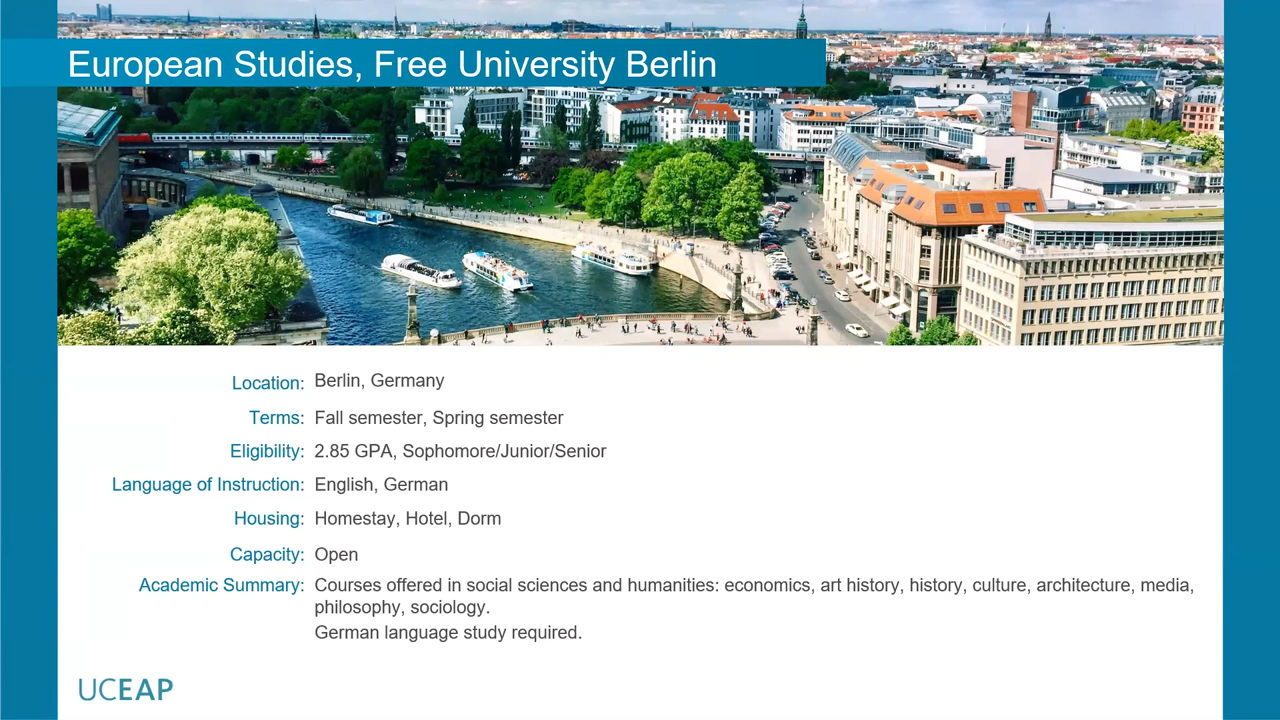 European Studies, Free University Berlin
Location: Berlin, Germany
Terms: Fall semester, Spring semester
Eligibility: 2.85 GPA, Sophomore/Junior/Senior
Language of Instruction: English, German
Housing: Homestay, Hotel, Dorm
Capacity: Open
Academic Summary: Courses offered in social sciences and humanities: economics, art history, history, culture, architecture, media,
philosophy, sociology.
German language study required.
UCEAP